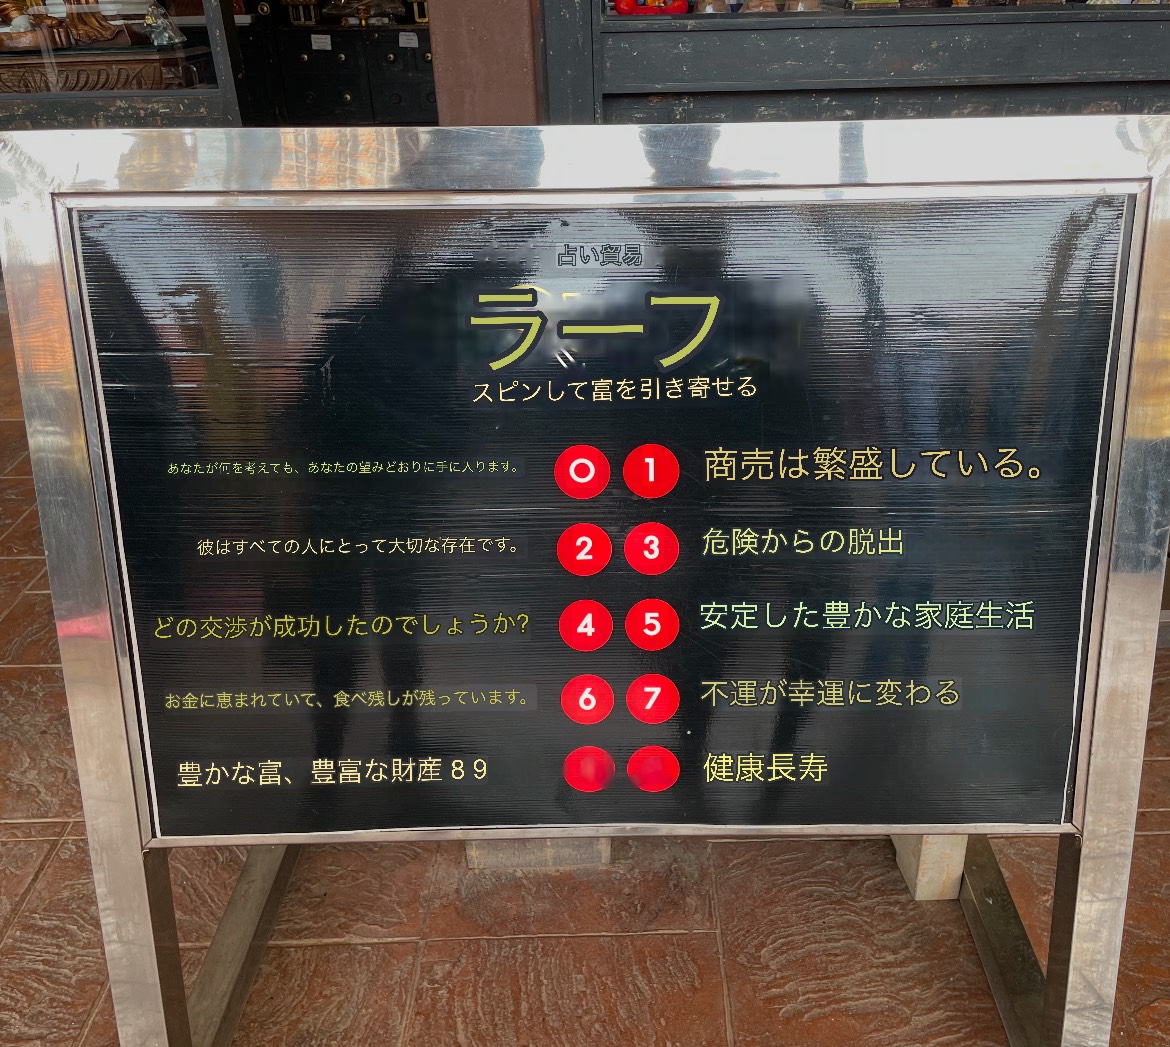 占い貿易
ラーフ
スピンして富を引き寄せる
あなたが何を考えても、あなたの望みどおりに手に入ります。 0 1 商売は繁盛している。
彼はすべての人にとって大切な存在です。 2 3 危険からの脱出
どの交渉が成功したのでしょうか? 4 5 安定した豊かな家庭生活
お金に恵まれていて、食べ残しが残っています。 6 7 不運が幸運に変わる
豊かな富、豊富な財産 8 9 健康長寿